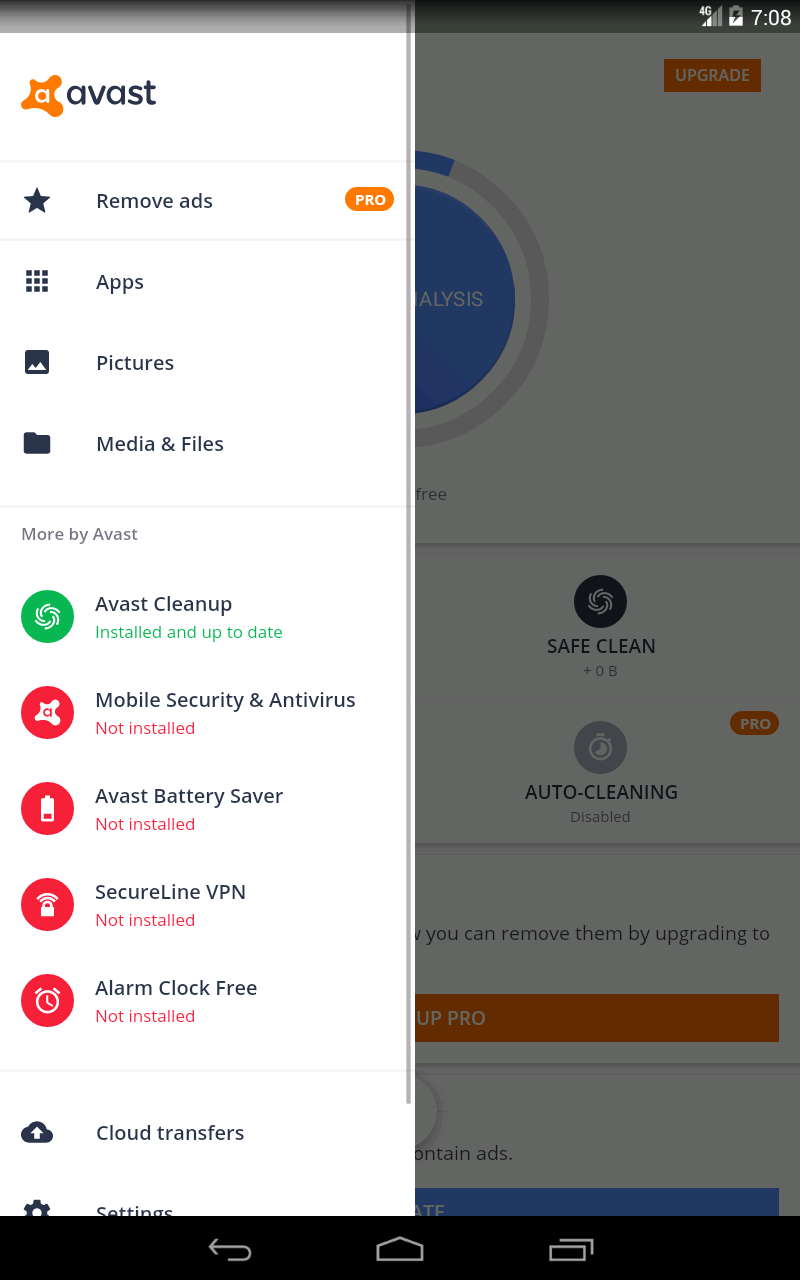 4G 7:08
avast
UPGRADE
Remove ads PRO
Apps
Pictures
Media & Files
free
More by Avast
Avast Cleanup
Installed and up to date
Mobile Security & Antivirus
Not installed
Avast Battery Saver
Not installed
SecureLine VPN
Not installed
Alarm Clock Free
Not installed
Cloud transfers
Settings
SAFE CLEAN
+ 0 B
PRO
AUTO-CLEANING
Disabled
you can remove them by upgrading to
UP PRO
ads.